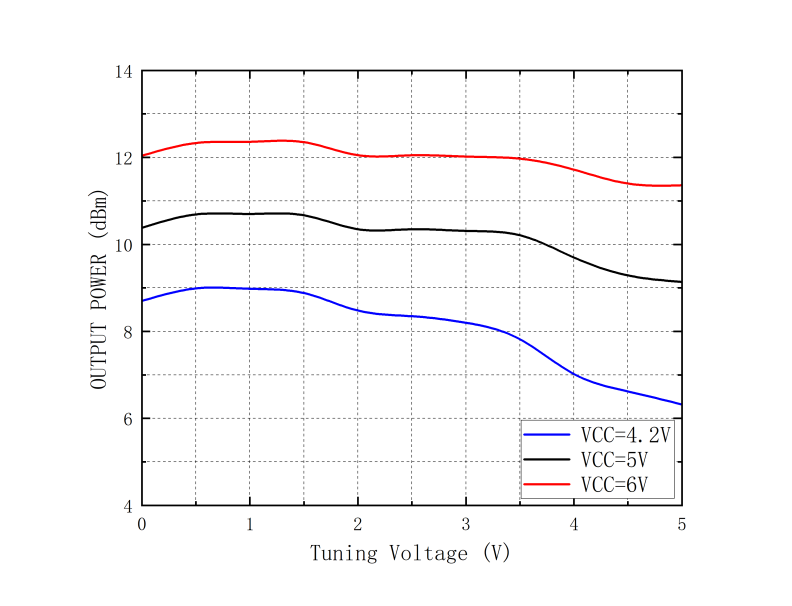 14
12
10
8
6
4
OUTPUT POWER (dBm)
VCC=4.2V
VCC=5V
VCC=6V
0 1 2 3 4 5
Tuning Voltage (V)